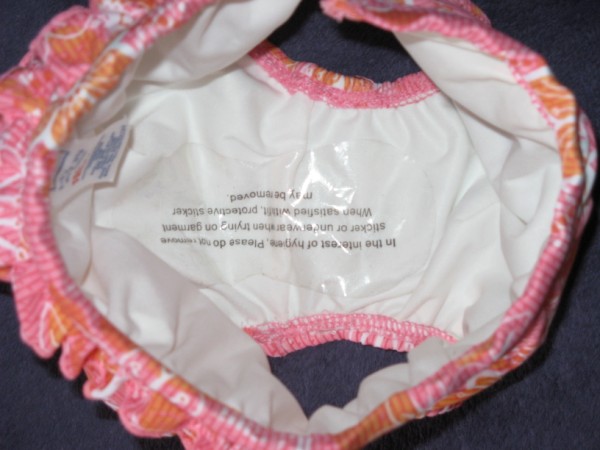 In the interest of hygiene, Please do not remove
sticker or underwear when trying on garment
When satisfied with fit, protective sticker
may be removed.